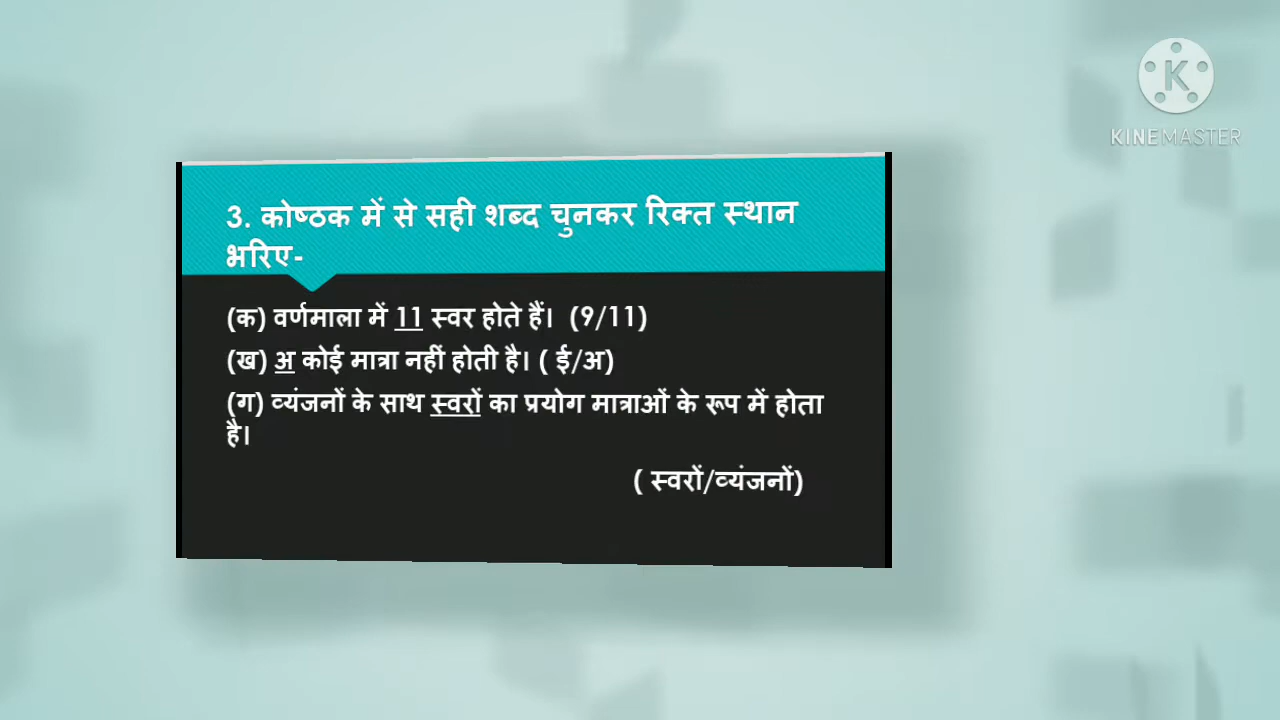 K
KINEMASTER
3. कोष्ठक में से सही शब्द चुनकर रिक्त स्थान
भरिए-
(क) वर्णमाला में 11 स्वर होते हैं। (9/11)
(ख) अ कोई मात्रा नहीं होती है। ( ई/अ)
(ग) व्यंजनों के साथ स्वरों का प्रयोग मात्राओं के रूप में होता
है।
( स्वरों/व्यंजनों)